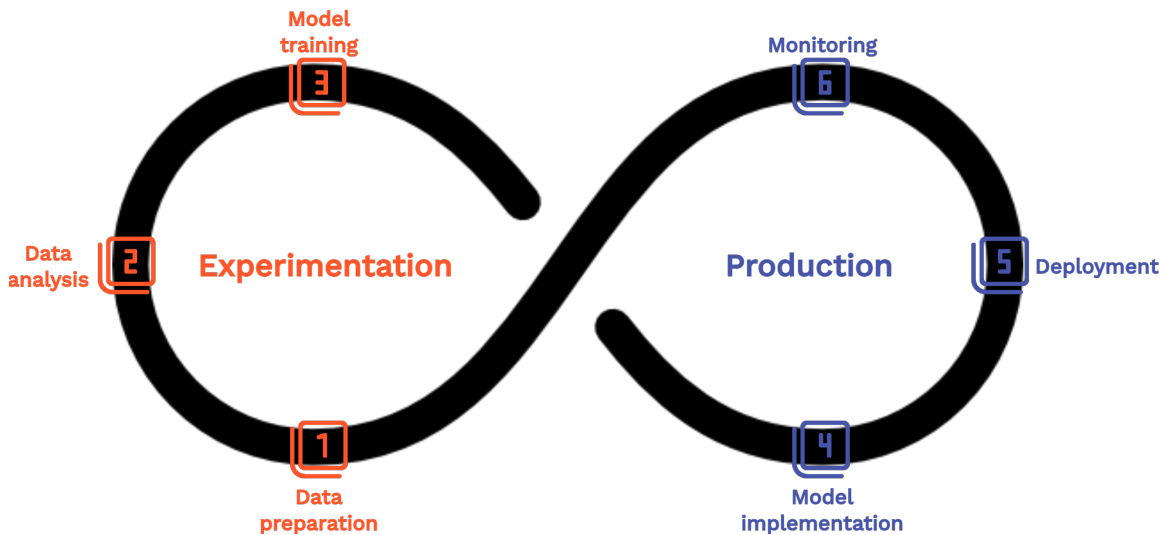 Model
training
3
Monitoring
6
Data
analysis
2
Experimentation
Production
5
Deployment
1
Data
preparation
4
Model
implementation